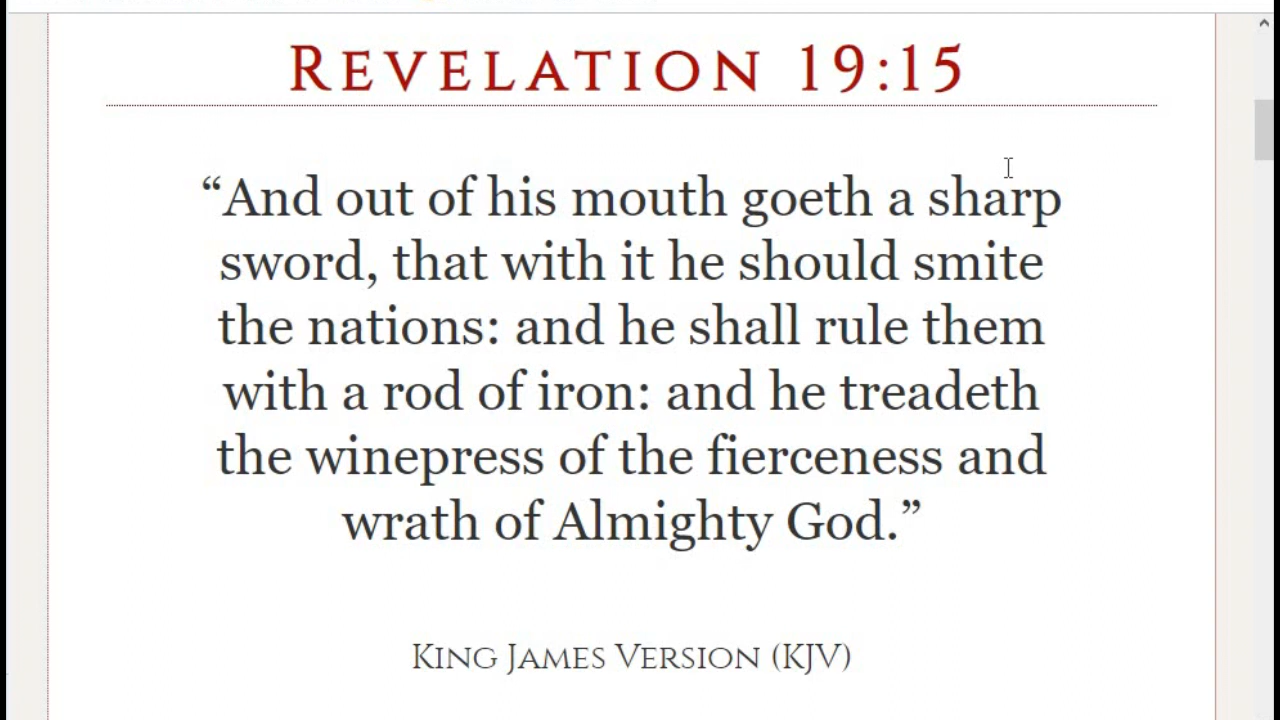 Revelation 19:15
“And out of his mouth goeth a sharp
sword, that with it he should smite
the nations: and he shall rule them
with a rod of iron: and he treadeth
the winepress of the fierceness and
wrath of Almighty God.”
King James Version (KJV)